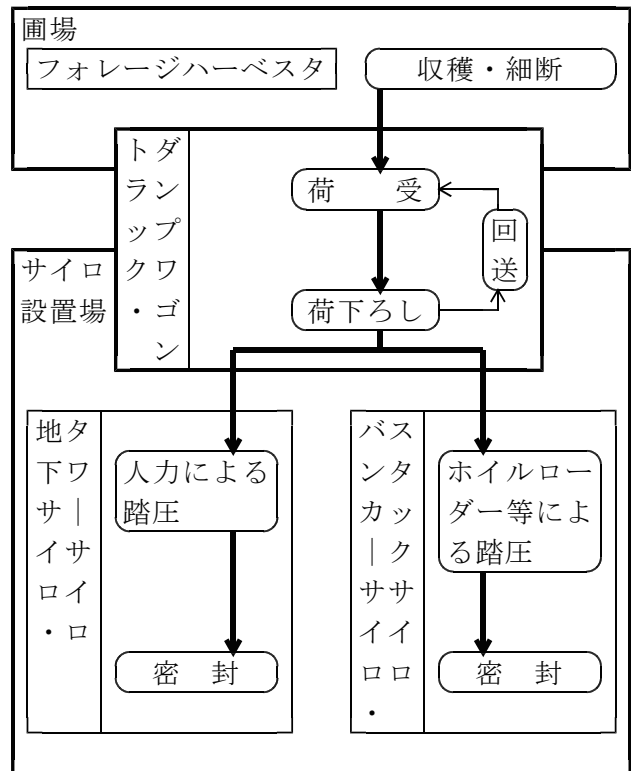 圃場
フォレージハーベスタ
収穫・細断
トラック・
ダンプワゴン
荷　受
回送
荷下ろし
サイロ
設置場
地下サイロ・
タワーサイロ
人力による
踏圧
密　封
バンカーサイロ・
スタックサイロ
ホイルロー
ダー等によ
る踏圧
密　封